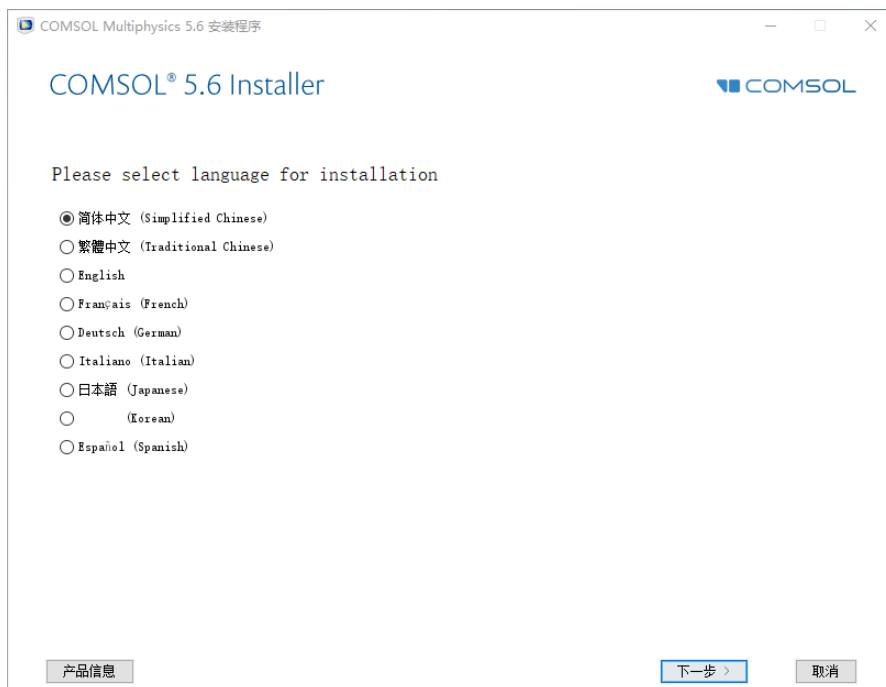 COMSOL Multiphysics 5.6 安装程序
COMSOL® 5.6 Installer
COMSOL
Please select language for installation
简体中文 (Simplified Chinese)
繁體中文 (Traditional Chinese)
English
Français (French)
Deutsch (German)
Italiano (Italian)
日本語 (Japanese)
(Korean)
Español (Spanish)
产品信息
下一步 >
取消